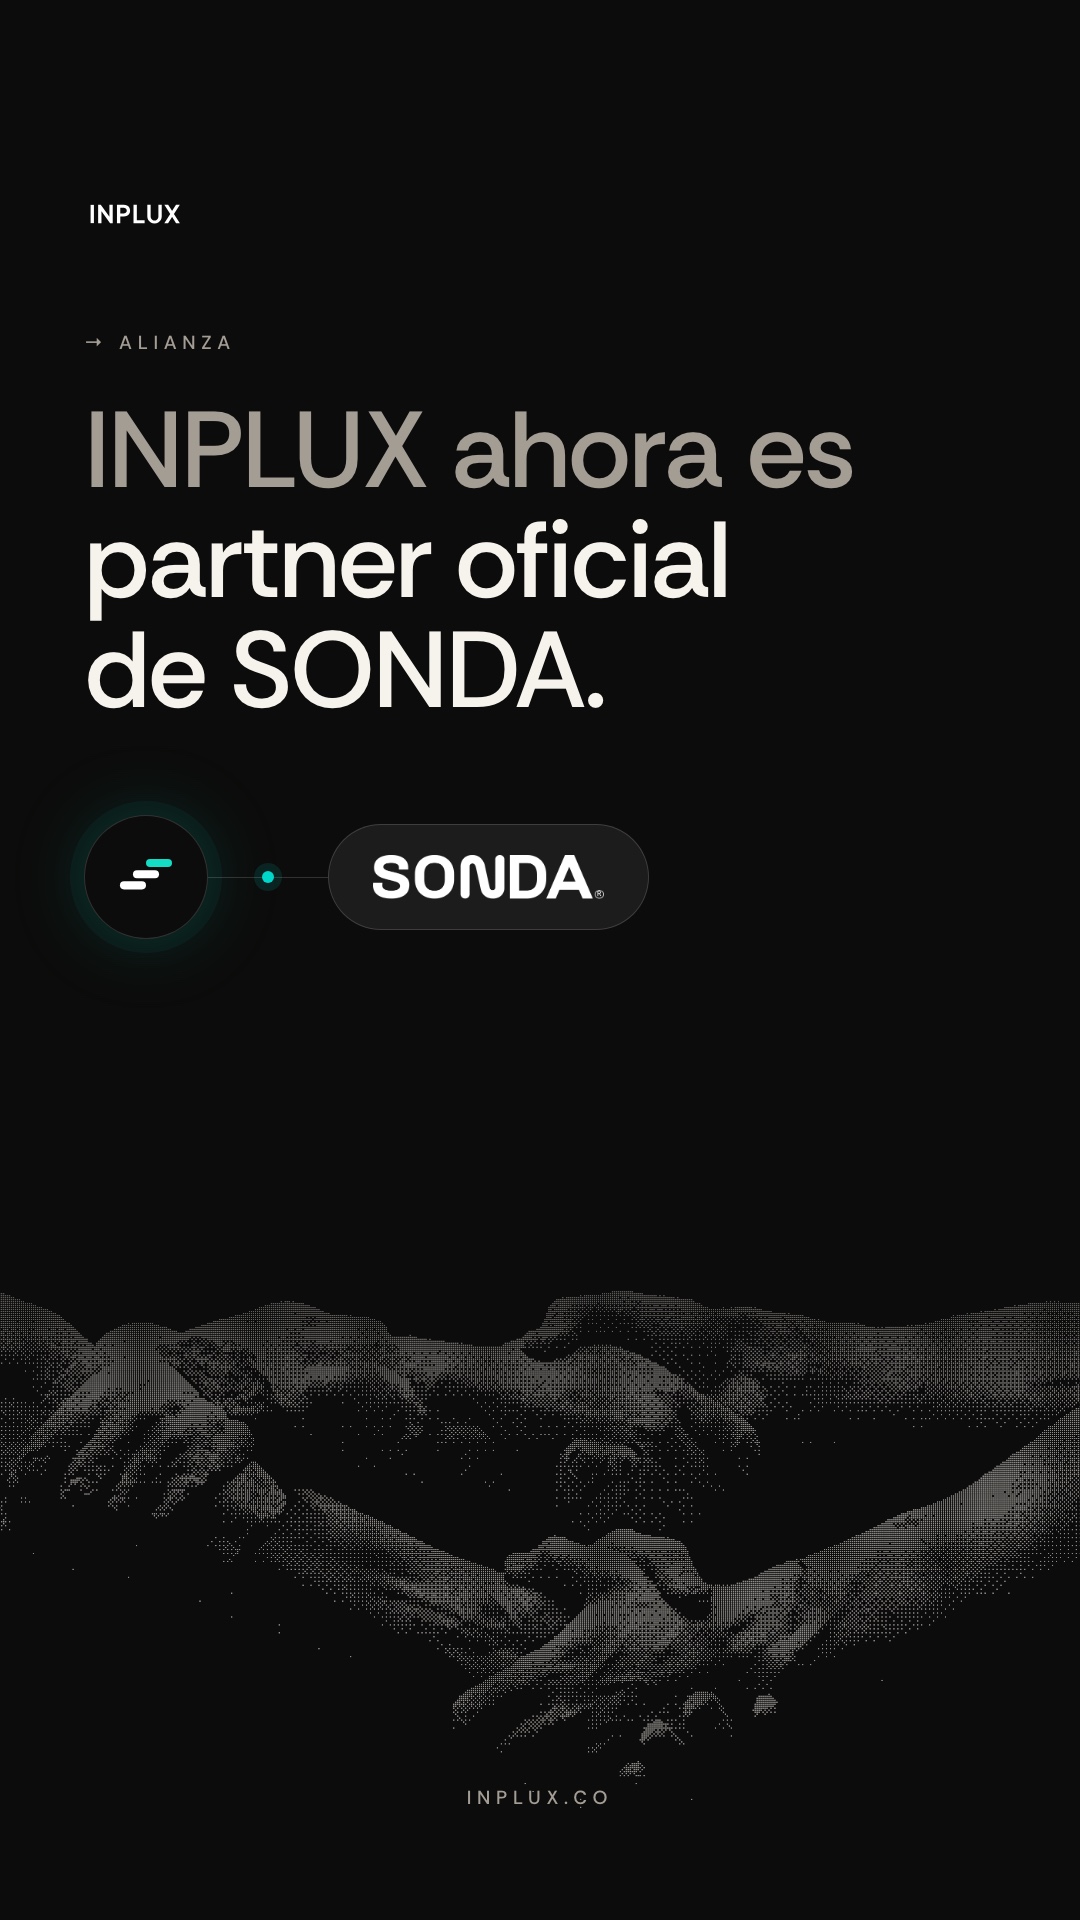 INPLUX
→ ALIANZA
INPLUX ahora es
partner oficial
de SONDA.
SONDA®
INPLUX.CO